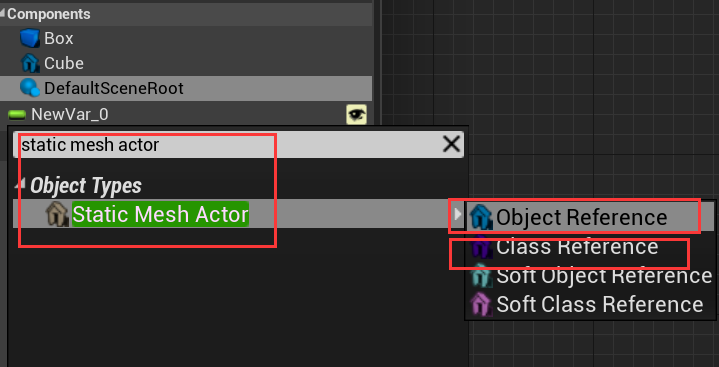 Components
Box
Cube
DefaultSceneRoot
NewVar_0
static mesh actor
Object Types
Static Mesh Actor
Object Reference
Class Reference
Soft Object Reference
Soft Class Reference